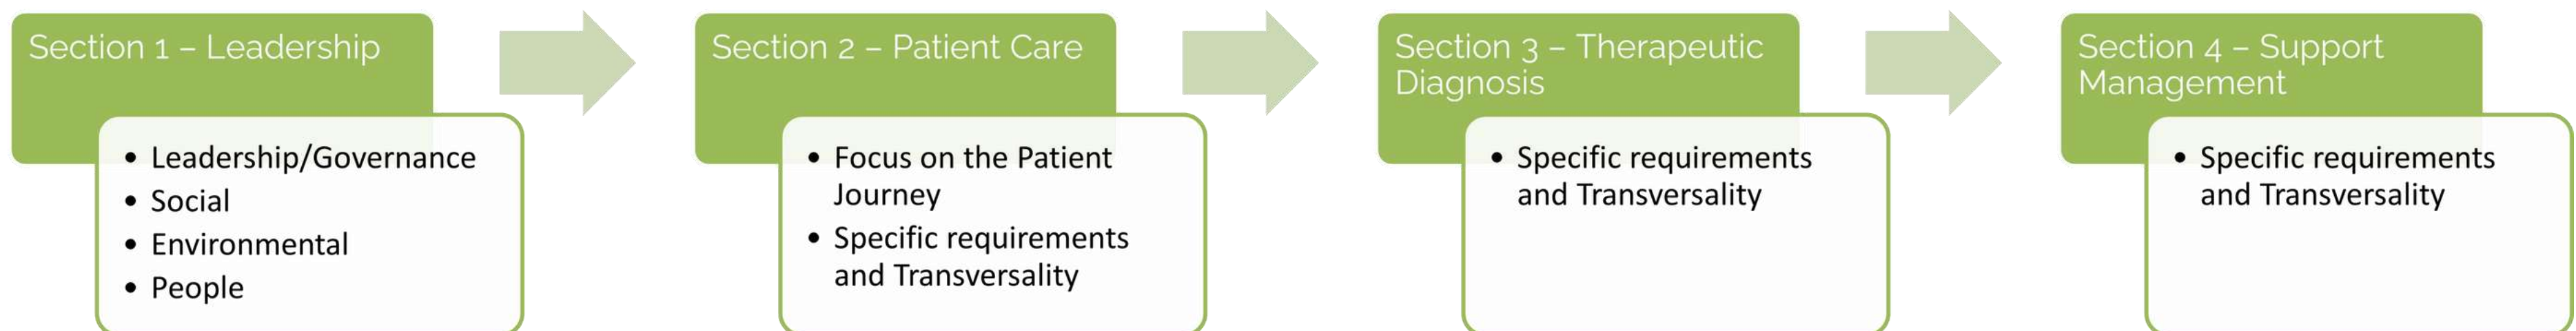 Section 1 – Leadership
• Leadership/Governance
• Social
• Environmental
• People
Section 2 – Patient Care
• Focus on the Patient
Journey
• Specific requirements
and Transversality
Section 3 – Therapeutic
Diagnosis
• Specific requirements
and Transversality
Section 4 – Support
Management
• Specific requirements
and Transversality